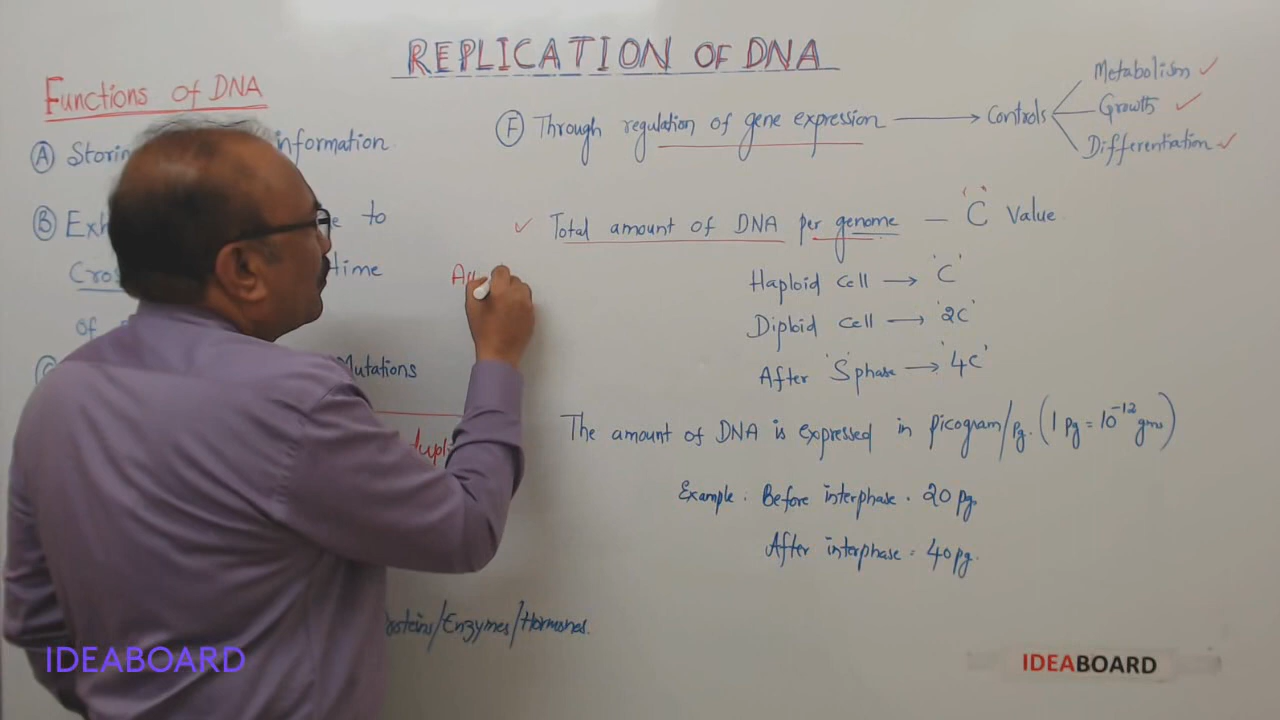 REPLICATION OF DNA
Functions of DNA
(A) Storin information
(B) Ex to
Cros time
of
Mutations
dupli
Enzymes/Hormones.
(F) Through regulation of gene expression → Controls
Metabolism ✓
Growth ✓
Differentiation ✓
✓ Total amount of DNA per genome – 'C' Value
Haploid cell → 'C'
Diploid cell → '2C'
After 'S' phase → '4C'
The amount of DNA is expressed in picogram/pg. (1 pg = 10⁻¹² gms)
Example : Before interphase . 20 pg.
After interphase = 40 pg.
IDEABOARD
IDEABOARD